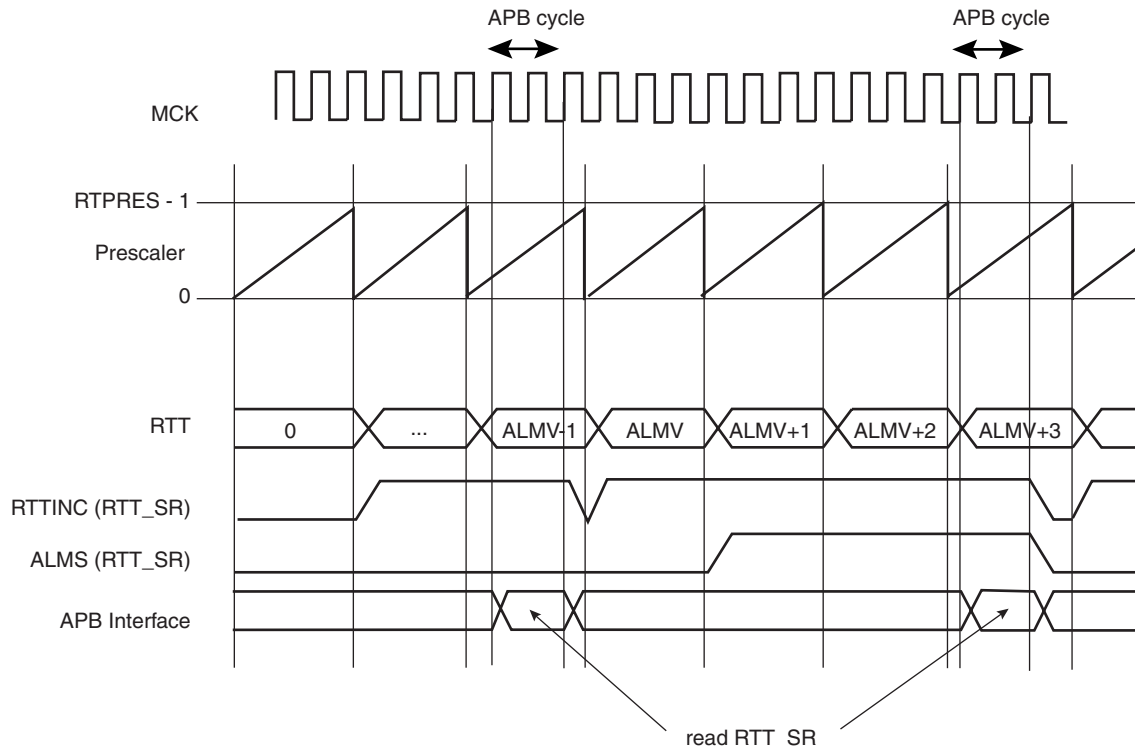 APB cycle APB cycle
MCK
RTPRES - 1
Prescaler
0
RTT 0 ... ALMV-1 ALMV ALMV+1 ALMV+2 ALMV+3
RTTINC (RTT_SR)
ALMS (RTT_SR)
APB Interface
read RTT_SR